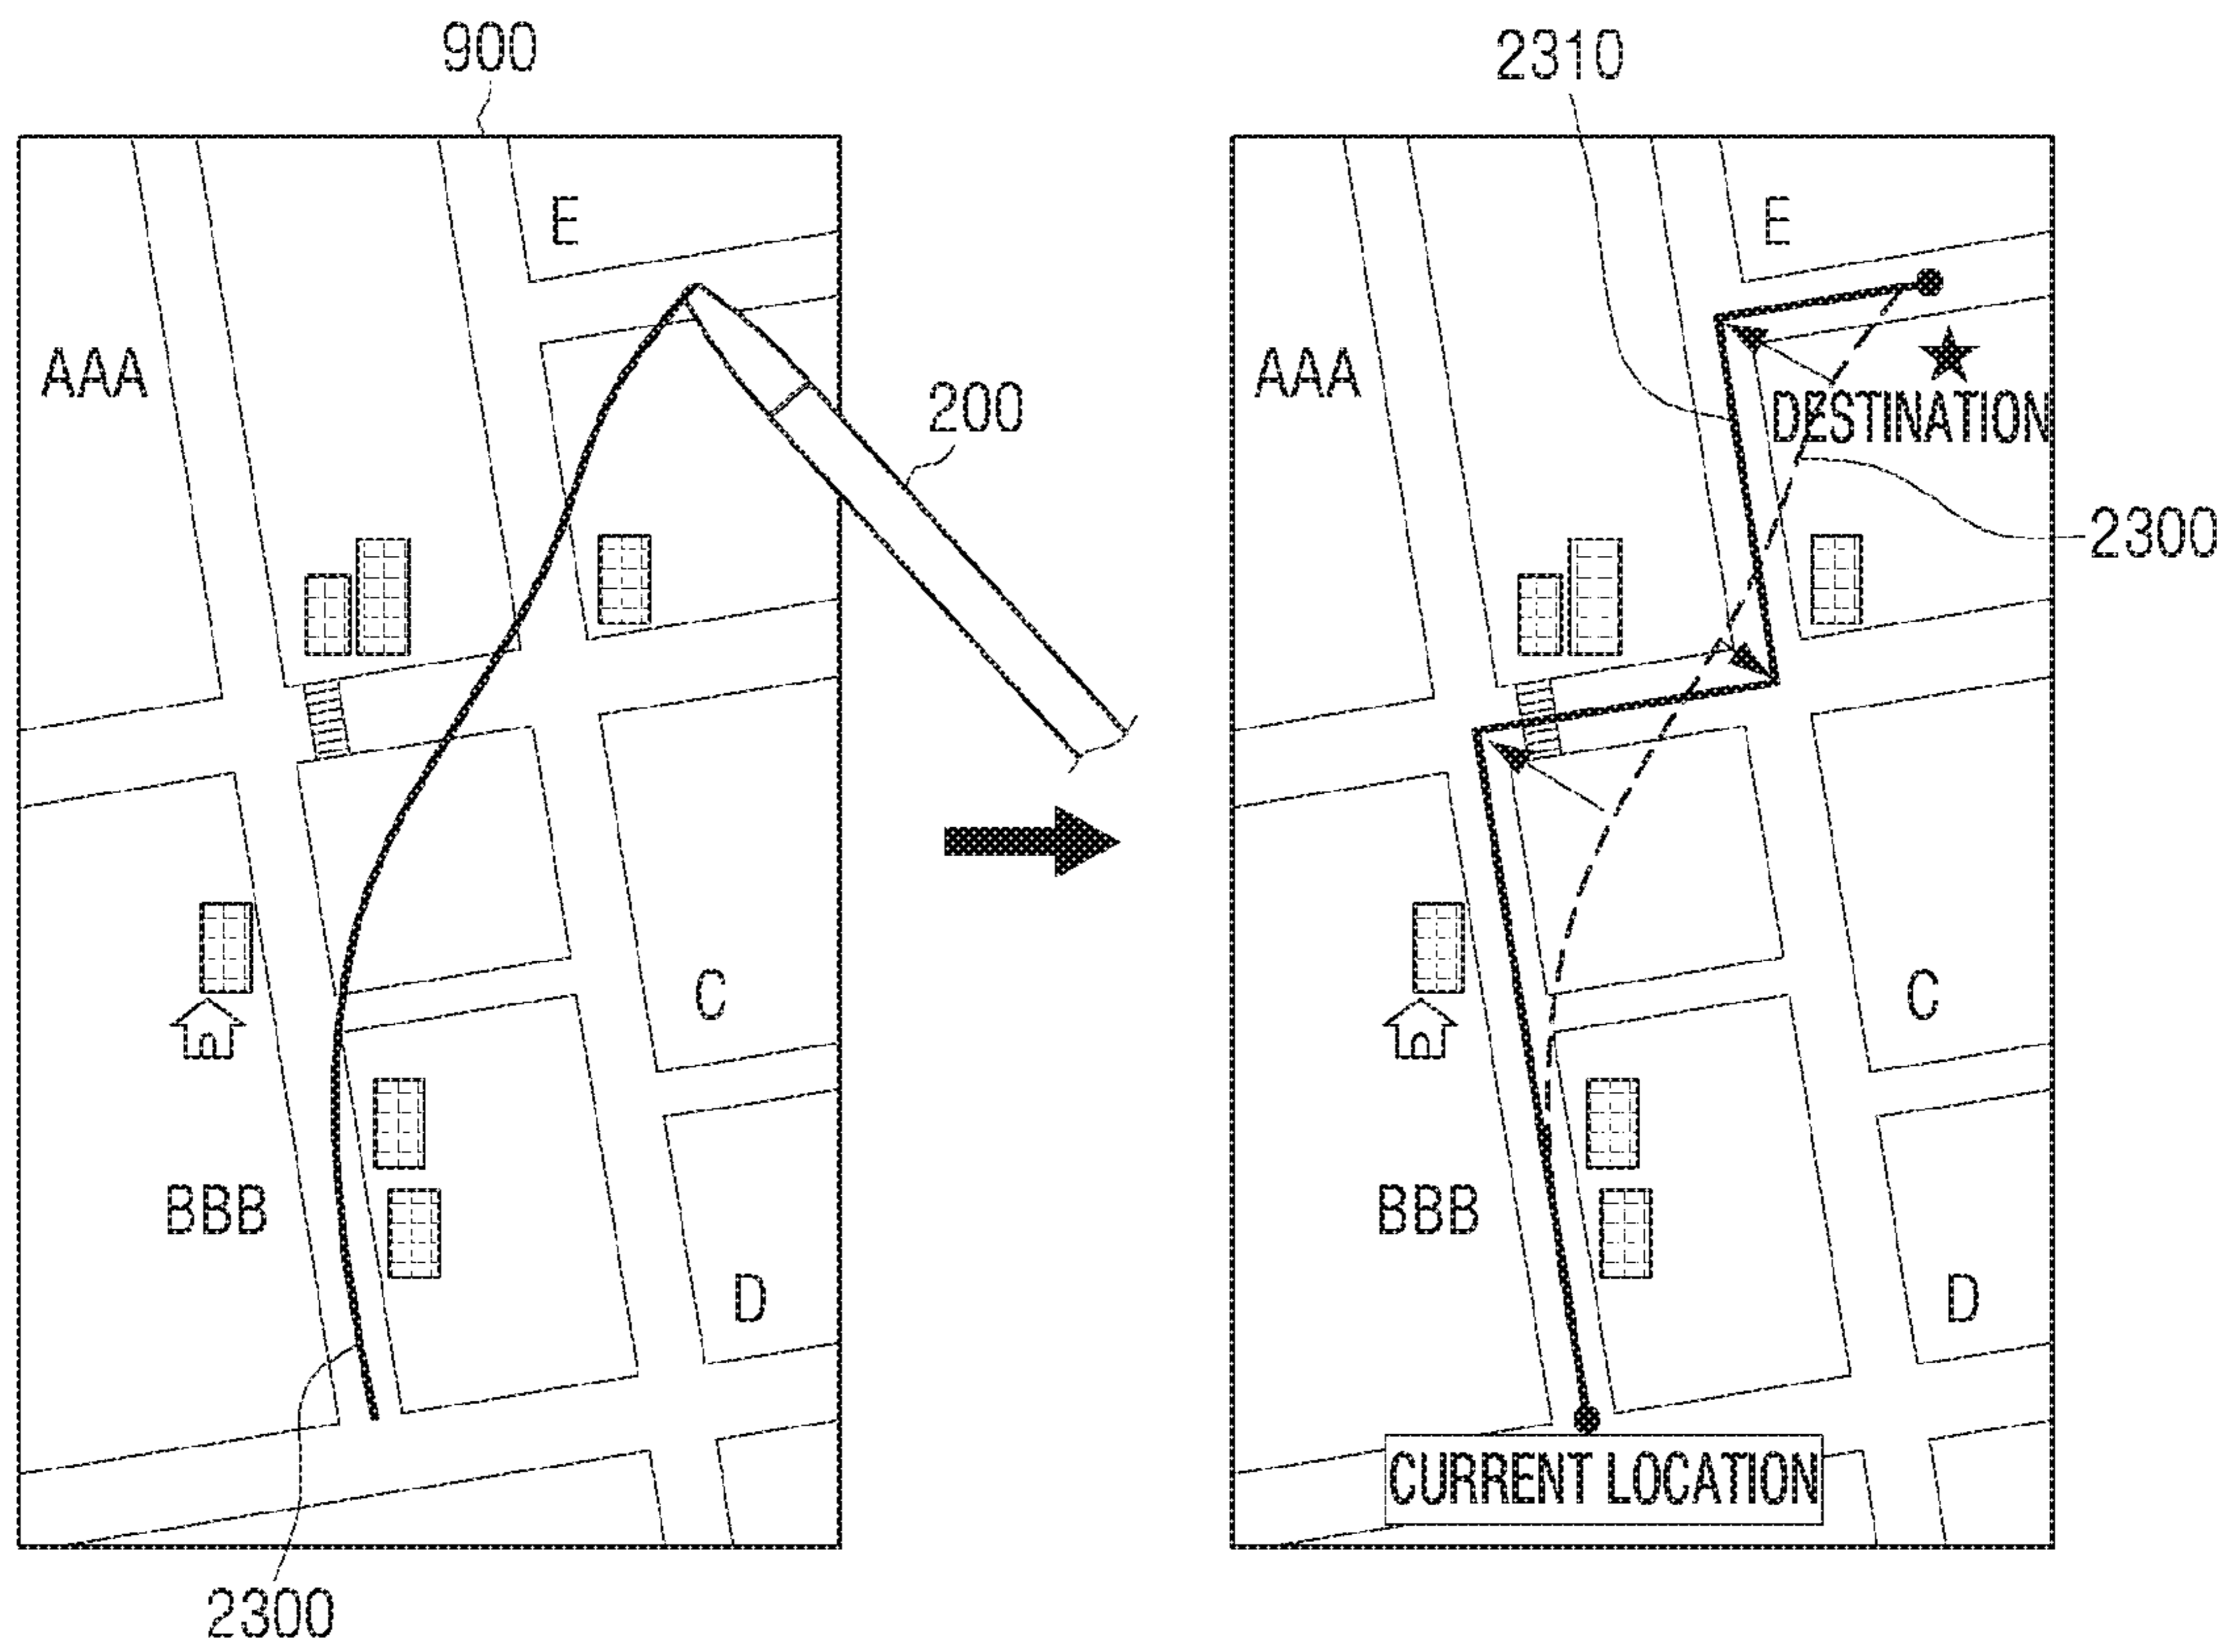 900
2310
E
E
AAA
AAA
200
DESTINATION
2300
C
C
BBB
BBB
D
D
CURRENT LOCATION
2300